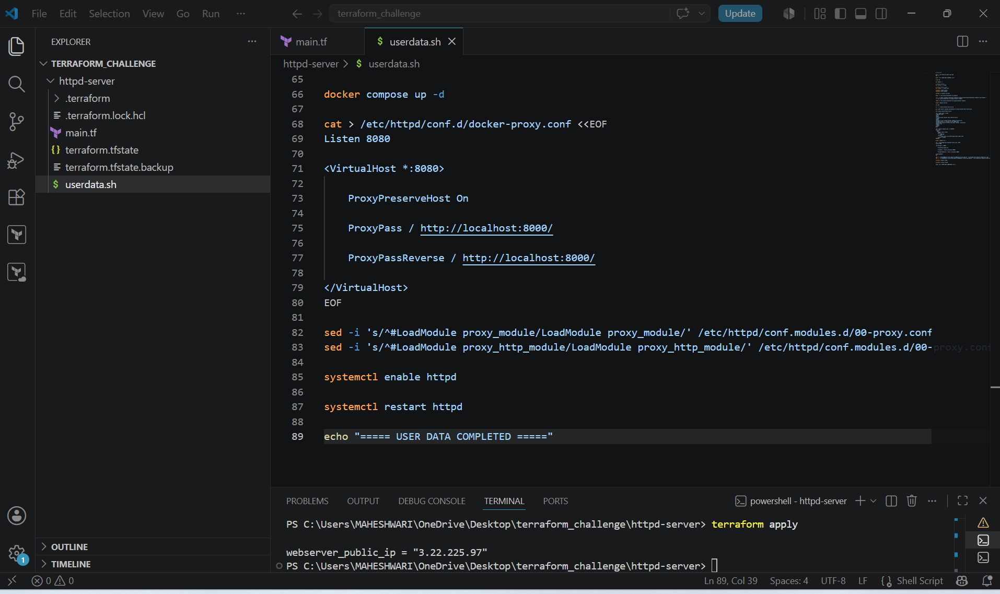 File Edit Selection View Go Run ···
terraform_challenge
Update
EXPLORER
TERRAFORM_CHALLENGE
httpd-server
.terraform
.terraform.lock.hcl
main.tf
{} terraform.tfstate
terraform.tfstate.backup
$ userdata.sh
OUTLINE
TIMELINE
main.tf
$ userdata.sh
httpd-server > $ userdata.sh
65
66 docker compose up -d
67
68 cat > /etc/httpd/conf.d/docker-proxy.conf <<EOF
69 Listen 8080
70
71 <VirtualHost *:8080>
72
73 ProxyPreserveHost On
74
75 ProxyPass / http://localhost:8000/
76
77 ProxyPassReverse / http://localhost:8000/
78
79 </VirtualHost>
80 EOF
81
82 sed -i 's/^#LoadModule proxy_module/LoadModule proxy_module/' /etc/httpd/conf.modules.d/00-proxy.conf
83 sed -i 's/^#LoadModule proxy_http_module/LoadModule proxy_http_module/' /etc/httpd/conf.modules.d/00-proxy.conf
84
85 systemctl enable httpd
86
87 systemctl restart httpd
88
89 echo "===== USER DATA COMPLETED ====="
PROBLEMS OUTPUT DEBUG CONSOLE TERMINAL PORTS
powershell - httpd-server
PS C:\Users\MAHESHWARI\OneDrive\Desktop\terraform_challenge\httpd-server> terraform apply
webserver_public_ip = "3.22.225.97"
PS C:\Users\MAHESHWARI\OneDrive\Desktop\terraform_challenge\httpd-server>
1
0 0
Ln 89, Col 39 Spaces: 4 UTF-8 LF Shell Script